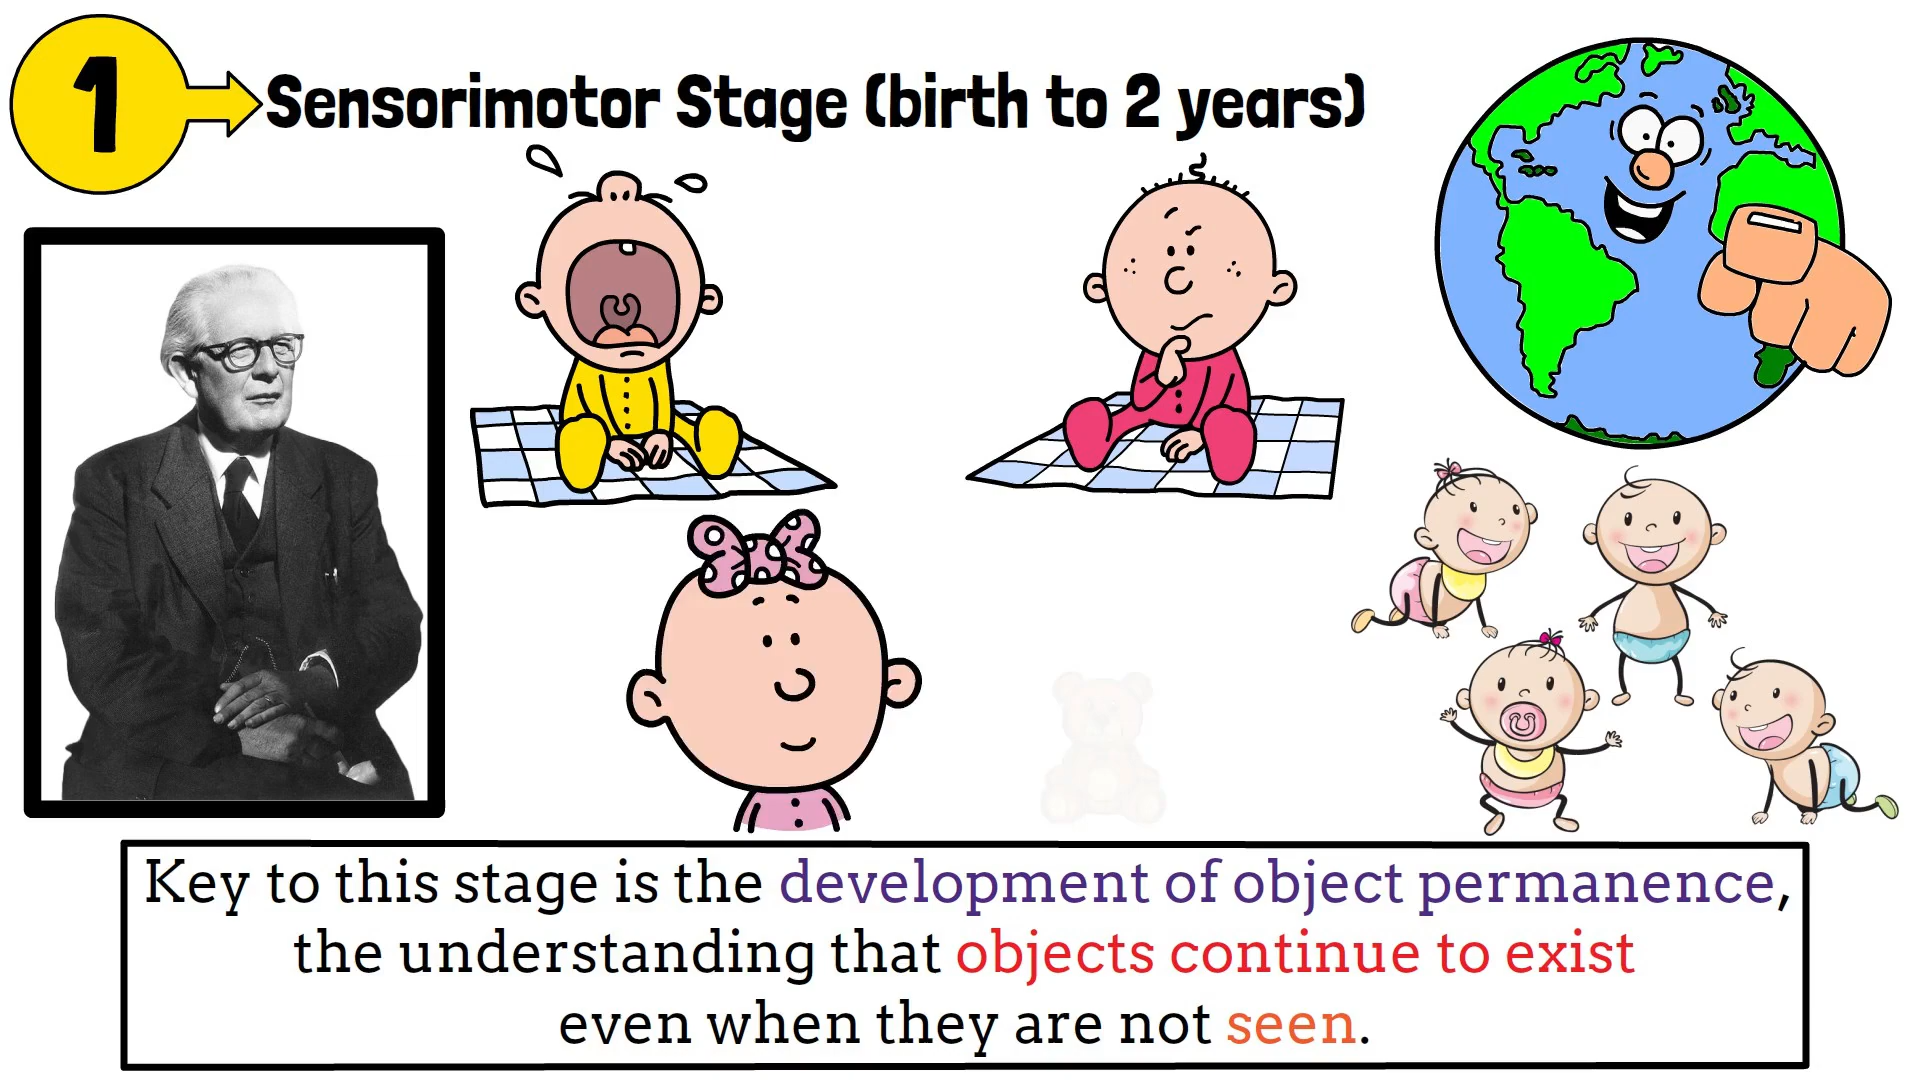 1
Sensorimotor Stage (birth to 2 years)
Key to this stage is the development of object permanence,
the understanding that objects continue to exist
even when they are not seen.